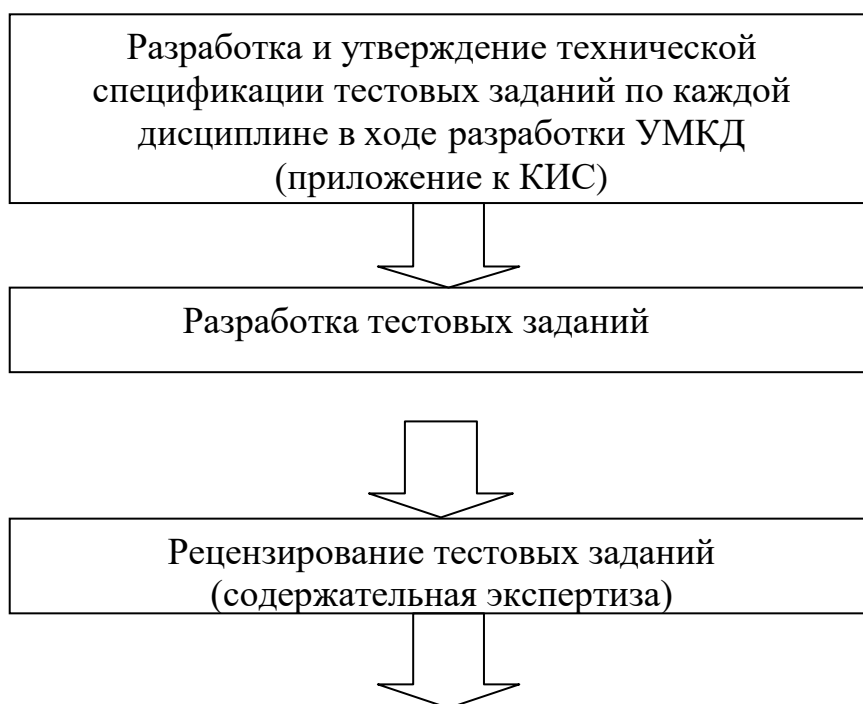 Разработка и утверждение технической
спецификации тестовых заданий по каждой
дисциплине в ходе разработки УМКД
(приложение к КИС)
Разработка тестовых заданий
Рецензирование тестовых заданий
(содержательная экспертиза)